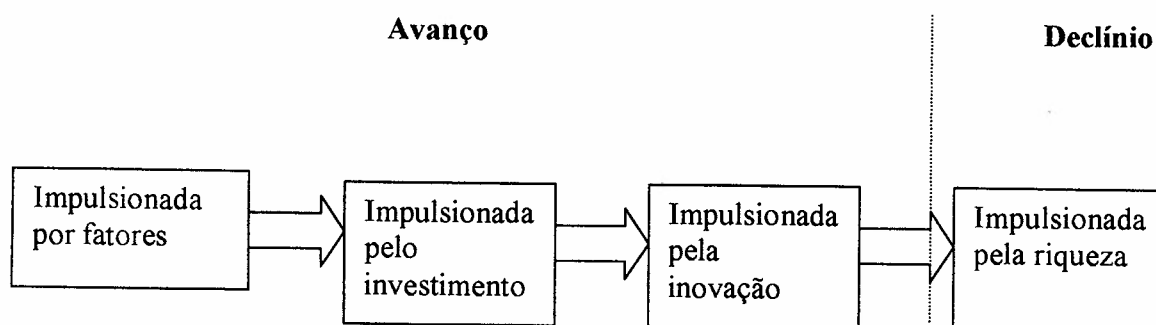 Avanço
Declínio
Impulsionada
por fatores
Impulsionada
pelo
investimento
Impulsionada
pela
inovação
Impulsionada
pela riqueza